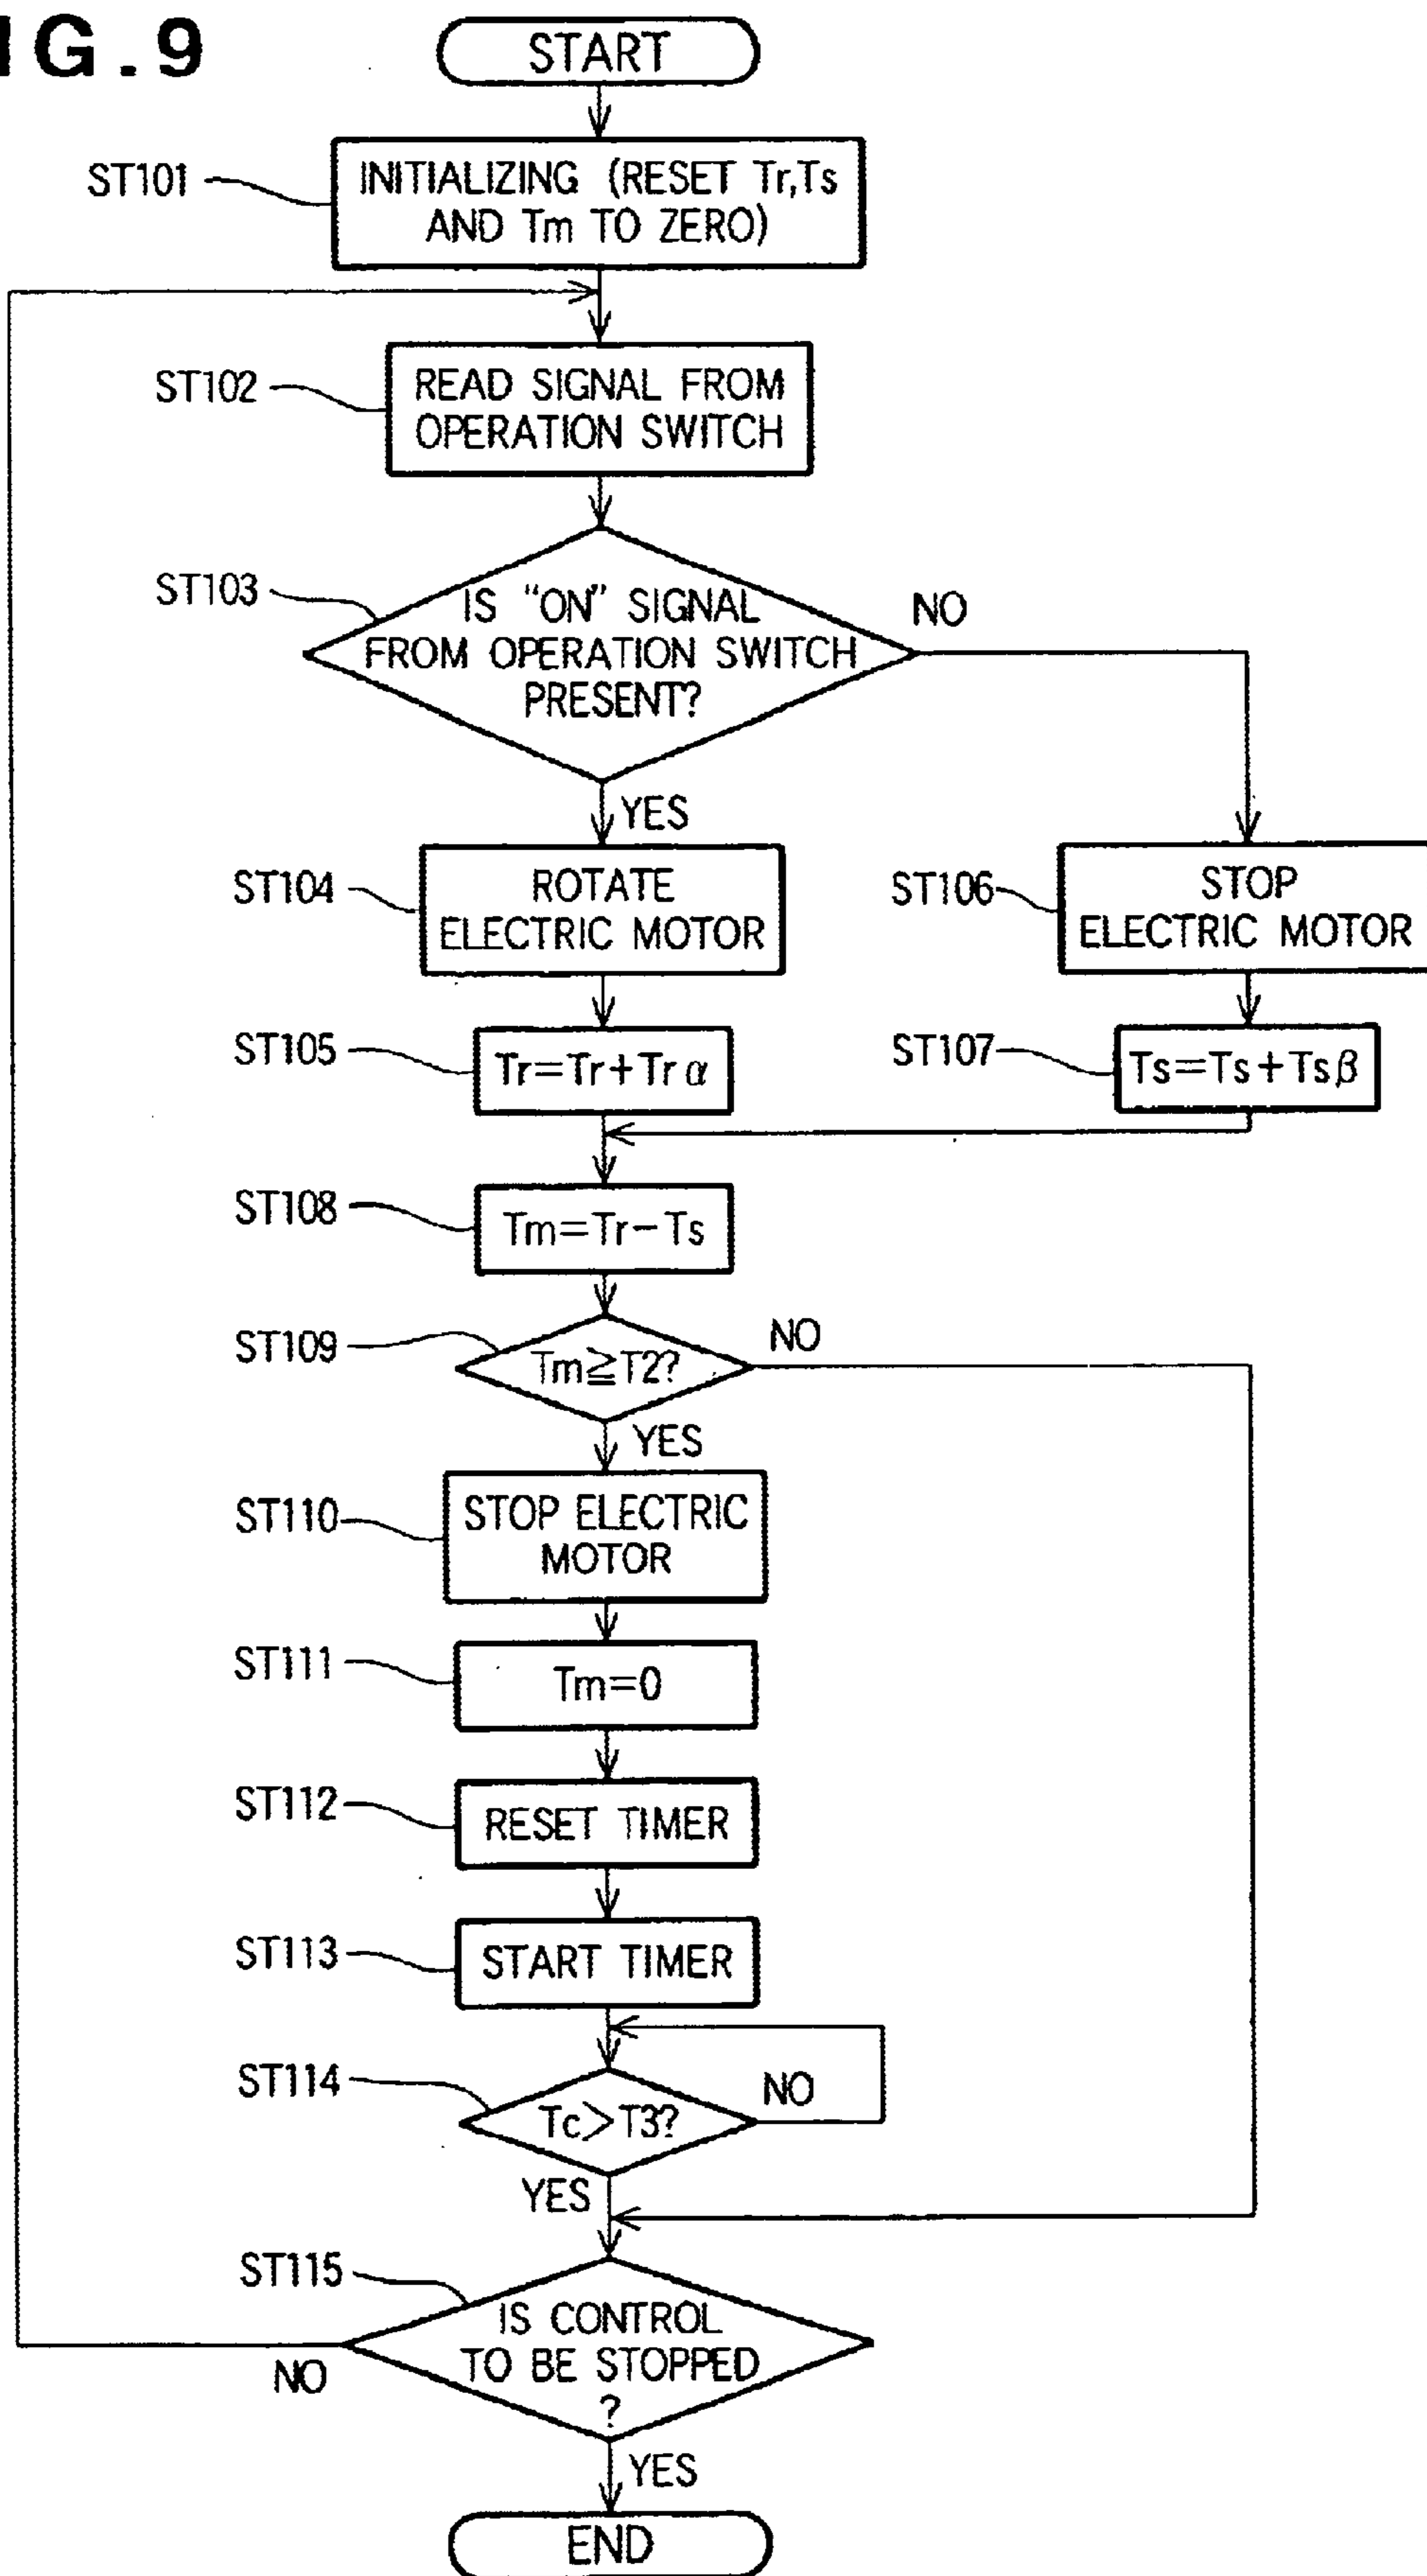 IG.9
START
ST101
INITIALIZING (RESET Tr,Ts
AND Tm TO ZERO)
ST102
READ SIGNAL FROM
OPERATION SWITCH
ST103
IS “ON” SIGNAL
FROM OPERATION SWITCH
PRESENT?
NO
YES
ST104
ROTATE
ELECTRIC MOTOR
ST106
STOP
ELECTRIC MOTOR
ST105
Tr=Tr+Trα
ST107
Ts=Ts+Tsβ
ST108
Tm=Tr-Ts
ST109
Tm≧T2?
NO
YES
ST110
STOP ELECTRIC
MOTOR
ST111
Tm=0
ST112
RESET TIMER
ST113
START TIMER
ST114
Tc>T3?
NO
YES
ST115
IS CONTROL
TO BE STOPPED
?
NO
YES
END